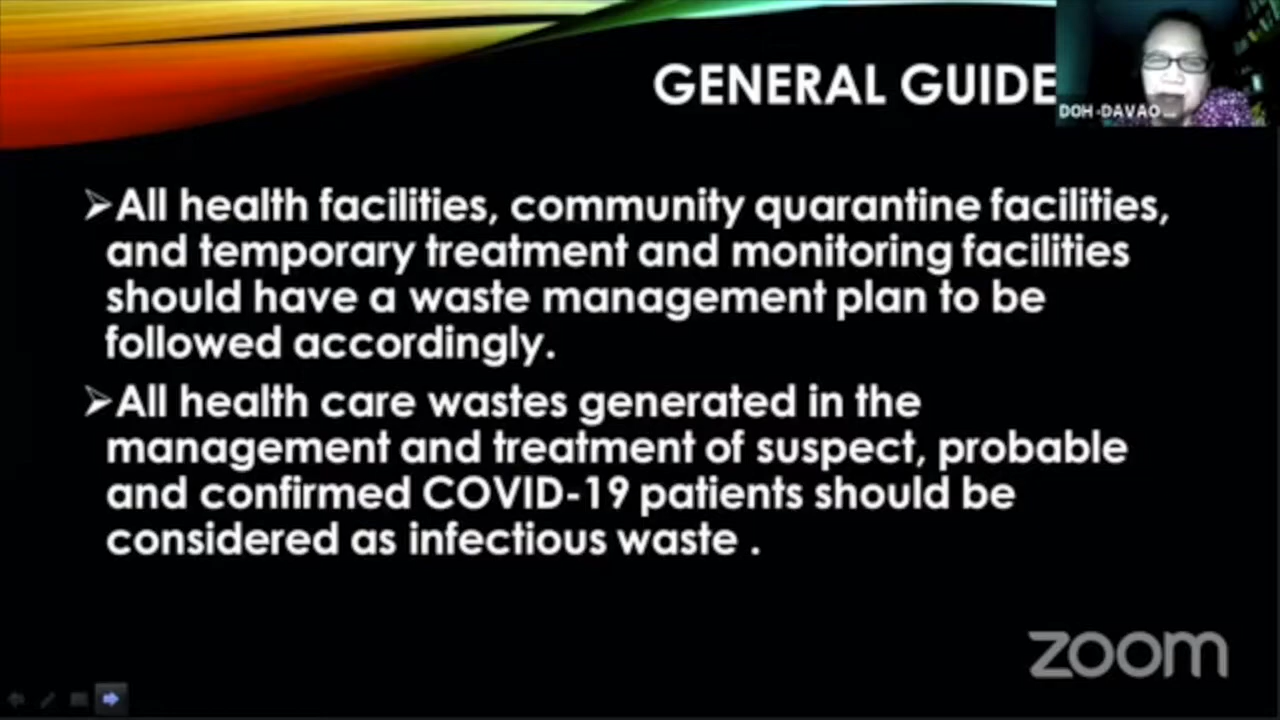 GENERAL GUIDE
DOH-DAVAO...
➤All health facilities, community quarantine facilities,
and temporary treatment and monitoring facilities
should have a waste management plan to be
followed accordingly.
➤All health care wastes generated in the
management and treatment of suspect, probable
and confirmed COVID-19 patients should be
considered as infectious waste .
zoom